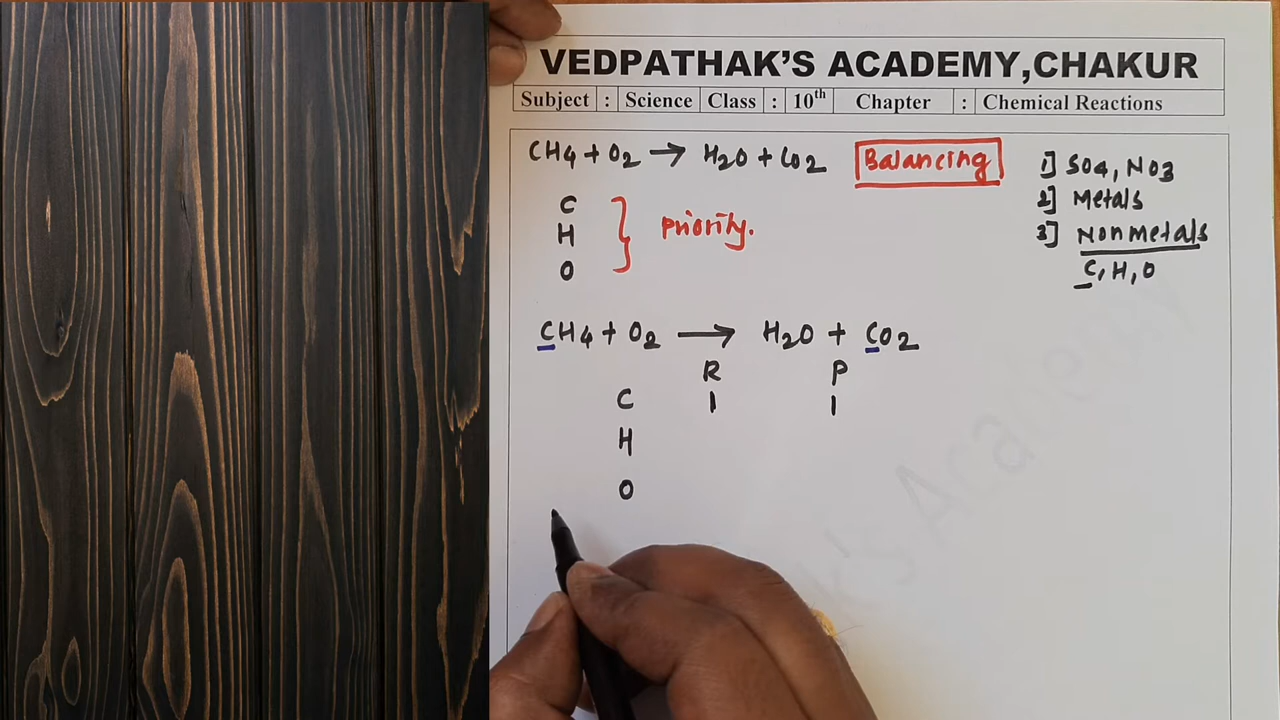 VEDPATHAK'S ACADEMY,CHAKUR
Subject : Science Class : 10th Chapter : Chemical Reactions
CH4 + O2 → H2O + CO2 Balancing
1] SO4, NO3
2] Metals
3] Nonmetals
C, H, O
C
H
O
Priority.
CH4 + O2 → H2O + CO2
R P
C 1 1
H
O
k's Academy